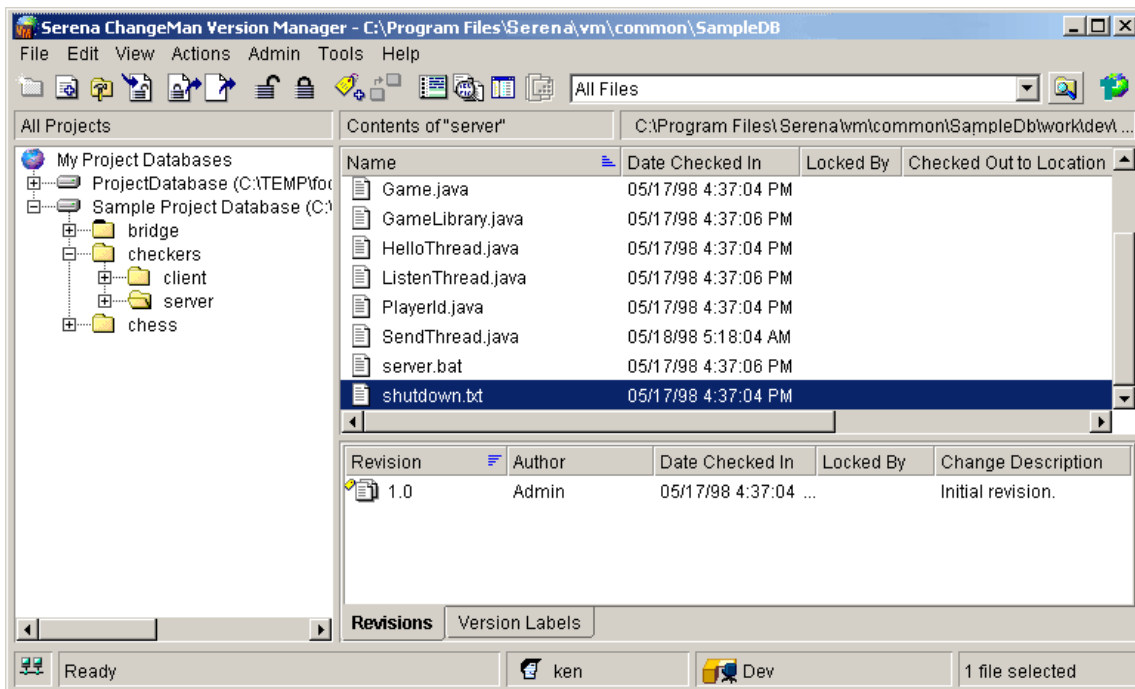 Serena ChangeMan Version Manager - C:\Program Files\Serena\vm\common\SampleDB
File Edit View Actions Admin Tools Help
All Files
All Projects
Contents of "server"
C:\Program Files\Serena\vm\common\SampleDb\work\dev\ ...
My Project Databases
ProjectDatabase (C:\TEMP\foo
Sample Project Database (C:\
bridge
checkers
client
server
chess
Name Date Checked In Locked By Checked Out to Location
Game.java 05/17/98 4:37:04 PM
GameLibrary.java 05/17/98 4:37:06 PM
HelloThread.java 05/17/98 4:37:04 PM
ListenThread.java 05/17/98 4:37:06 PM
PlayerId.java 05/17/98 4:37:04 PM
SendThread.java 05/18/98 5:18:04 AM
server.bat 05/17/98 4:37:06 PM
shutdown.txt 05/17/98 4:37:04 PM
Revision Author Date Checked In Locked By Change Description
1.0 Admin 05/17/98 4:37:04 ... Initial revision.
Revisions Version Labels
Ready ken Dev 1 file selected